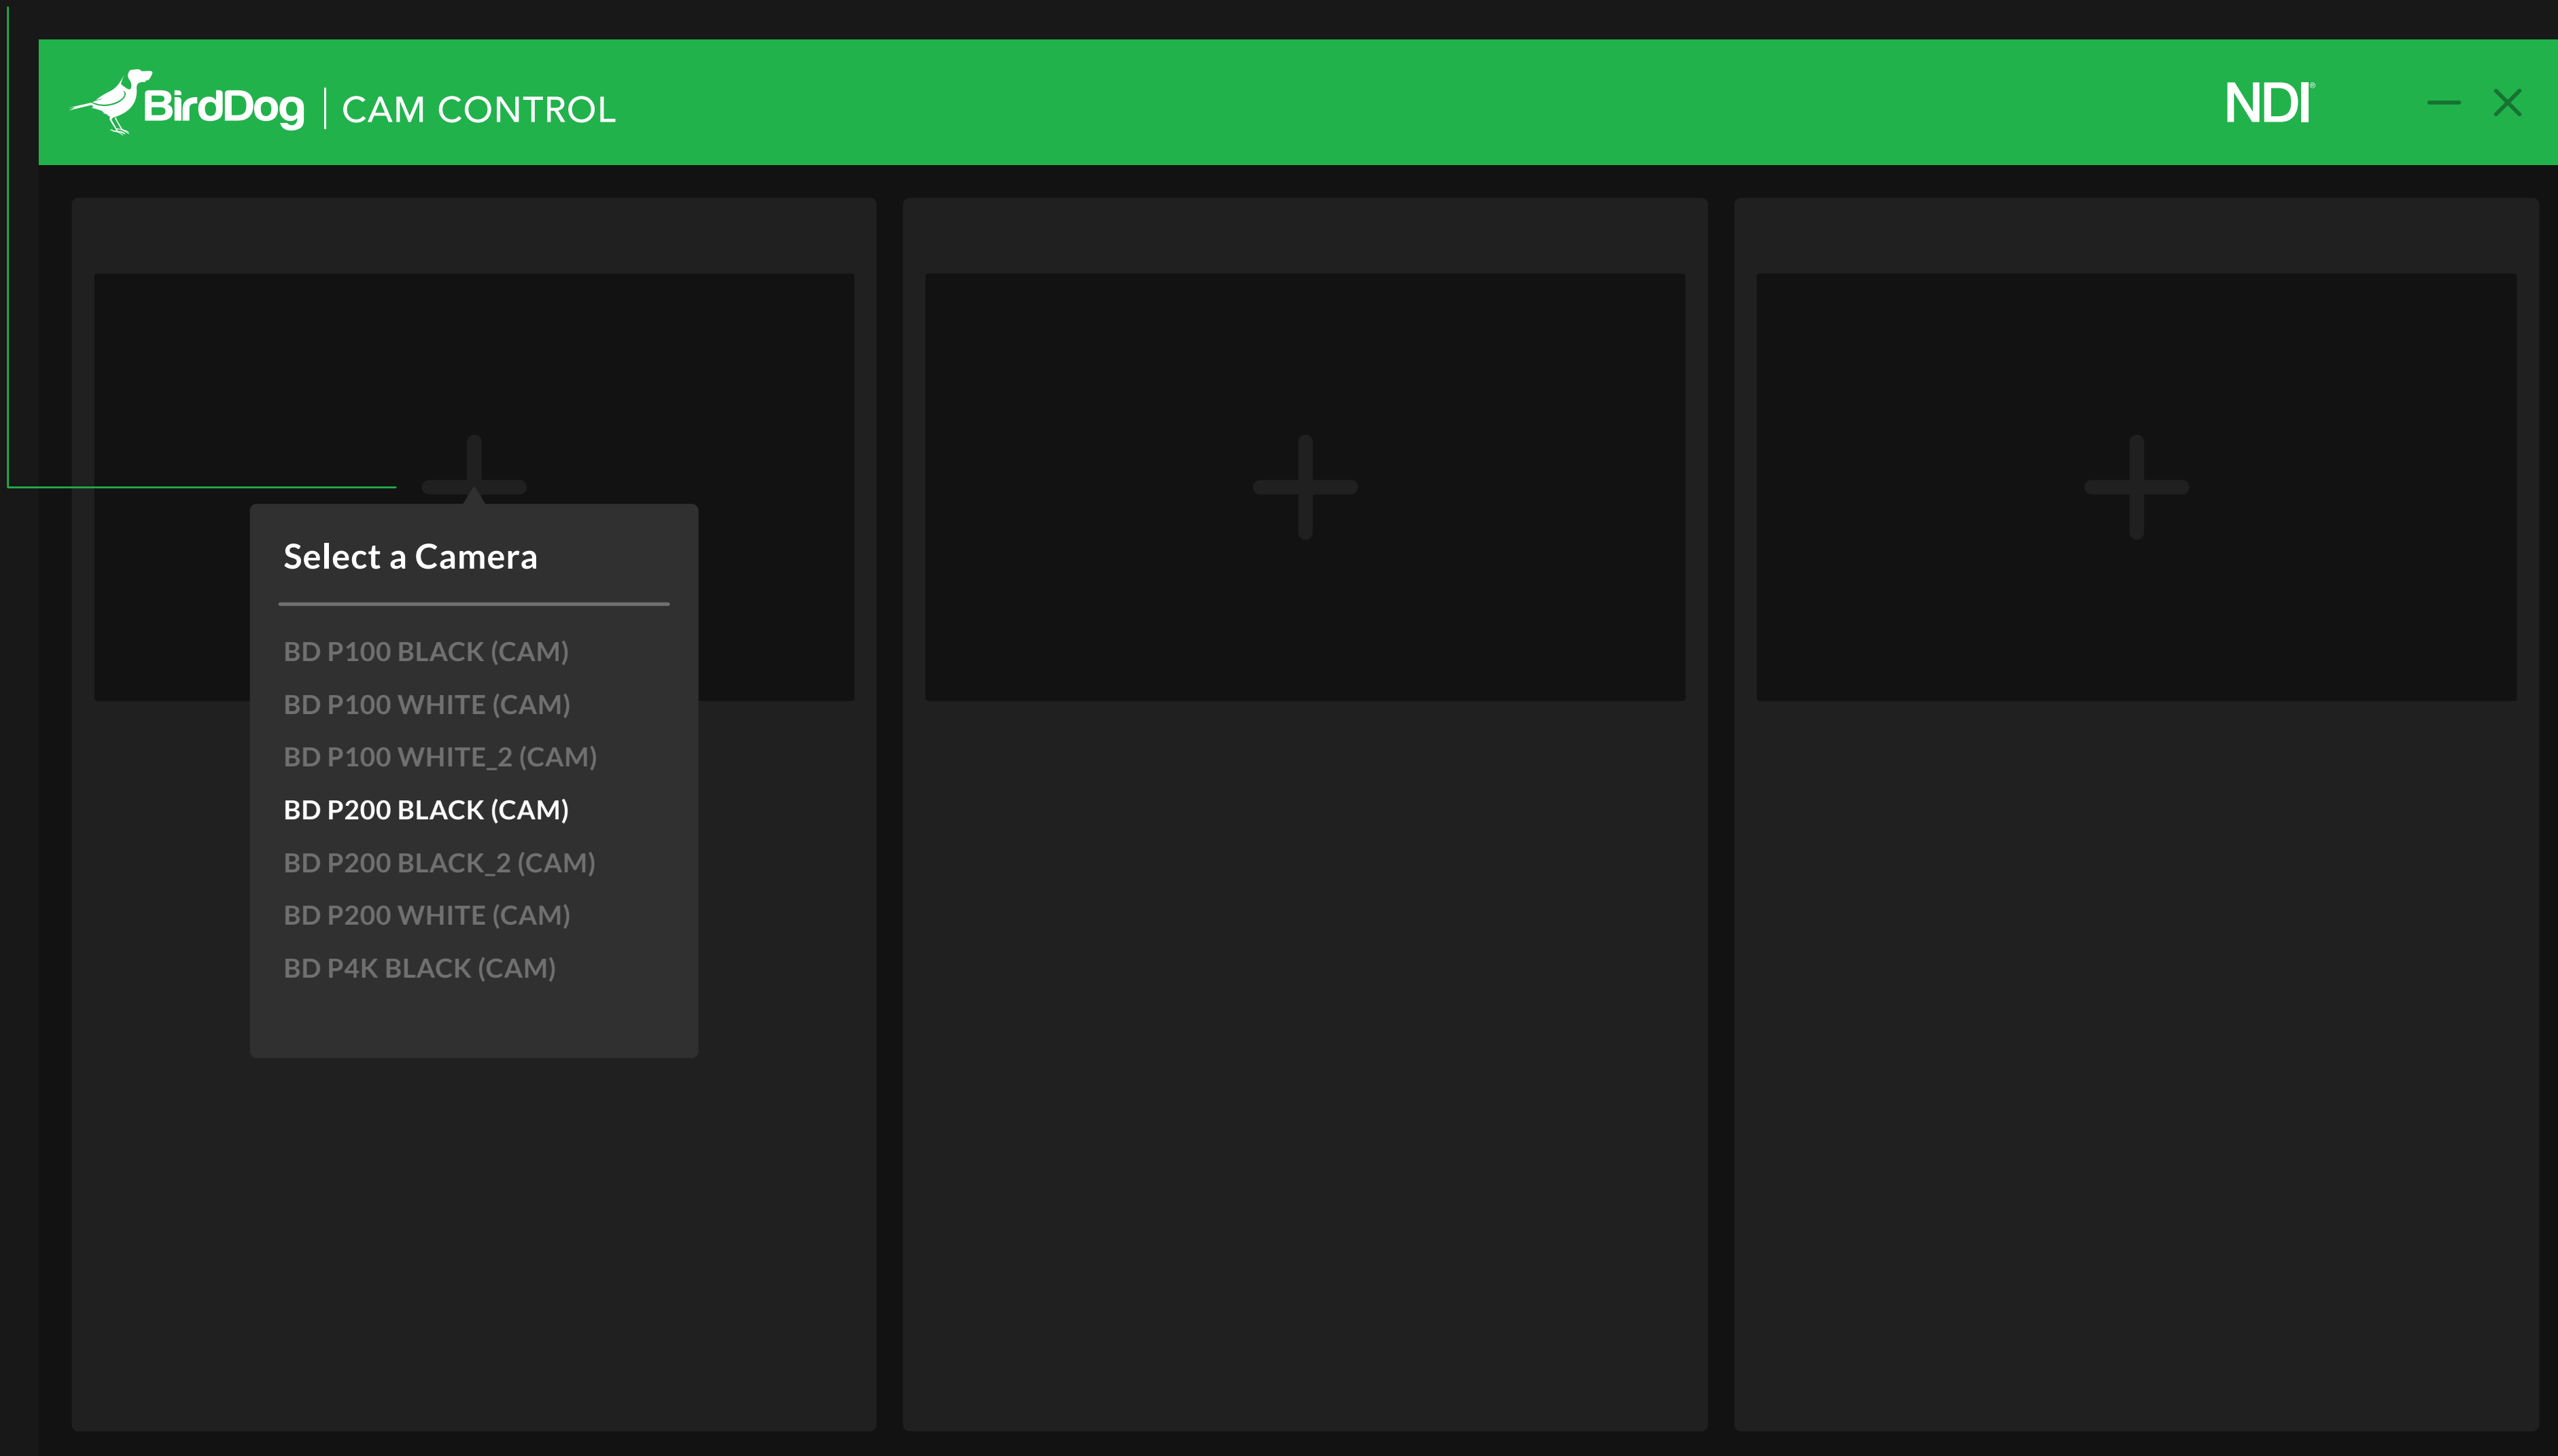 BirdDog | CAM CONTROL
NDI®
Select a Camera
BD P100 BLACK (CAM)
BD P100 WHITE (CAM)
BD P100 WHITE_2 (CAM)
BD P200 BLACK (CAM)
BD P200 BLACK_2 (CAM)
BD P200 WHITE (CAM)
BD P4K BLACK (CAM)